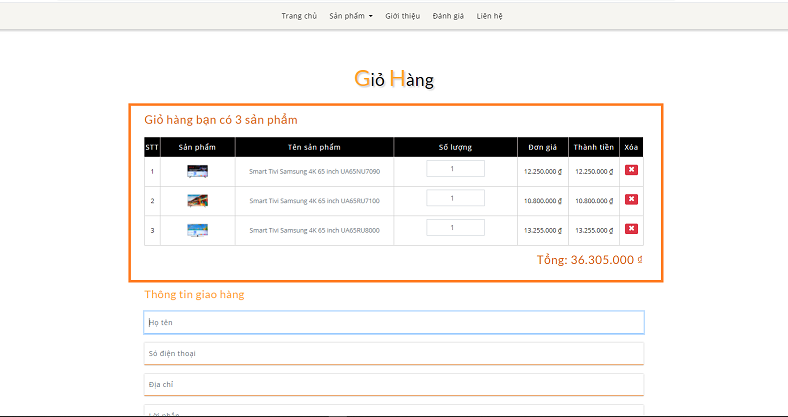 Trang chủ Sản phẩm Giới thiệu Đánh giá Liên hệ
Giỏ Hàng
Giỏ hàng bạn có 3 sản phẩm
STT Sản phẩm Tên sản phẩm Số lượng Đơn giá Thành tiền Xóa
1 Smart Tivi Samsung 4K 65 inch UA65NU7090 1 12.250.000 ₫ 12.250.000 ₫
2 Smart Tivi Samsung 4K 65 inch UA65RU7100 1 10.800.000 ₫ 10.800.000 ₫
3 Smart Tivi Samsung 4K 65 inch UA65RU8000 1 13.255.000 ₫ 13.255.000 ₫
Tổng: 36.305.000 ₫
Thông tin giao hàng
Họ tên
Số điện thoại
Địa chỉ
Lời nhắn